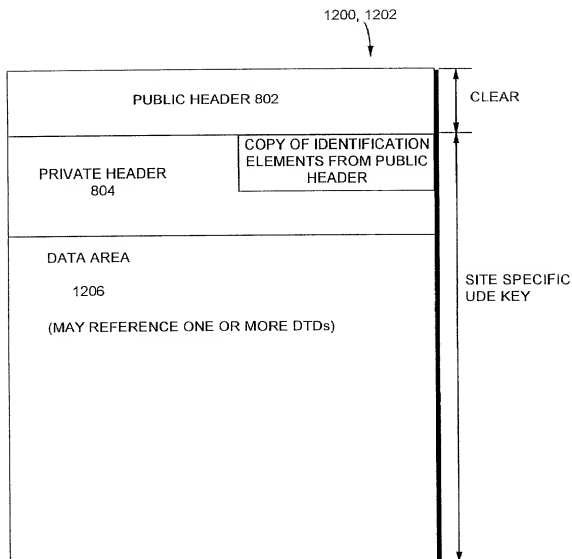 1200, 1202
PUBLIC HEADER 802
CLEAR
COPY OF IDENTIFICATION
ELEMENTS FROM PUBLIC
HEADER
PRIVATE HEADER
804
DATA AREA
1206
(MAY REFERENCE ONE OR MORE DTDs)
SITE SPECIFIC
UDE KEY